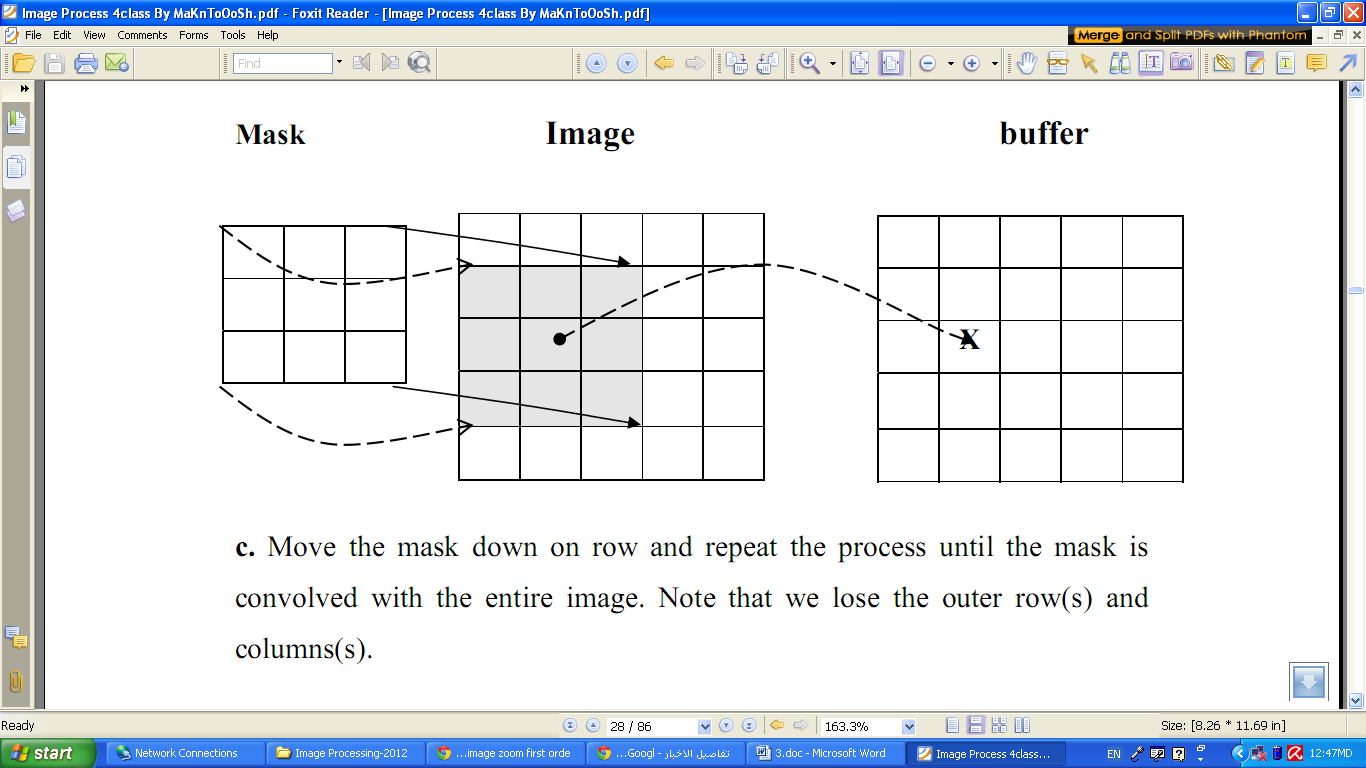 Image Process 4class By MaKnToOoSh.pdf - Foxit Reader - [Image Process 4class By MaKnToOoSh.pdf]
File Edit View Comments Forms Tools Help
Merge and Split PDFs with Phantom
Find
Mask Image buffer
X
c. Move the mask down on row and repeat the process until the mask is
convolved with the entire image. Note that we lose the outer row(s) and
columns(s).
Ready 28 / 86 163.3% Size: [8.26 * 11.69 in]
start Network Connections Image Processing-2012 ...image zoom first orde ...Googl - تفاصيل الاخبار 3.doc - Microsoft Word Image Process 4class... EN 12:47MD